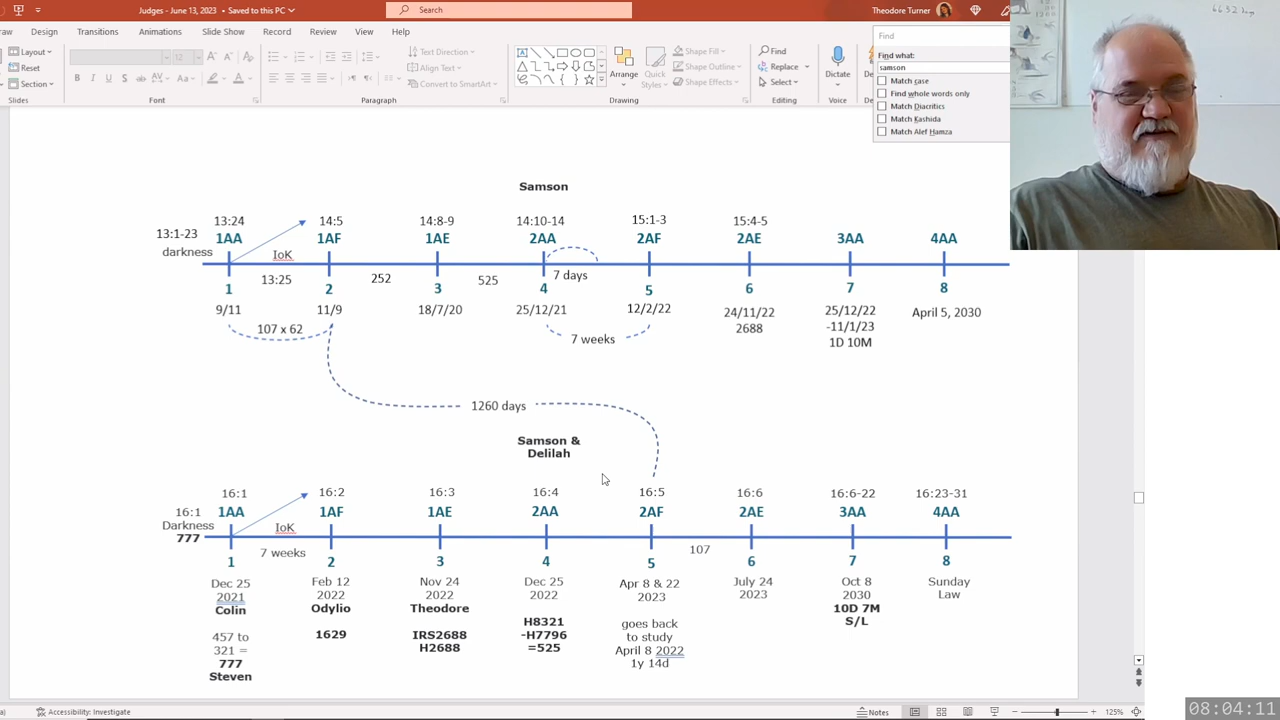 Judges - June 13, 2023 • Saved to this PC
Search
Theodore Turner
Design Transitions Animations Slide Show Record Review View Help
Layout
Reset
Section
Slides
12
Font
Paragraph
Text Direction
Align Text
Convert to SmartArt
Arrange
Quick Styles
Shape Fill
Shape Outline
Shape Effects
Drawing
Find
Replace
Select
Editing
Dictate
Voice
Find
Find what:
samson
Match case
Find whole words only
Match Diacritics
Match Kashida
Match Alef Hamza
Samson
13:24 14:5 14:8-9 14:10-14 15:1-3 15:4-5
13:1-23
darkness
1AA 1AF 1AE 2AA 2AF 2AE 3AA 4AA
IoK
13:25 252 525 7 days
1 2 3 4 5 6 7 8
9/11 11/9 18/7/20 25/12/21 12/2/22 24/11/22 2688 25/12/22 -11/1/23 1D 10M April 5, 2030
107 x 62 7 weeks
1260 days
Samson &
Delilah
16:1 16:2 16:3 16:4 16:5 16:6 16:6-22 16:23-31
16:1
Darkness
777
1AA 1AF 1AE 2AA 2AF 2AE 3AA 4AA
IoK
7 weeks 107
1 2 3 4 5 6 7 8
Dec 25
2021
Colin
457 to
321 =
777
Steven
Feb 12
2022
Odylio
1629
Nov 24
2022
Theodore
IRS2688
H2688
Dec 25
2022
H8321
-H7796
=525
Apr 8 & 22
2023
goes back
to study
April 8 2022
1y 14d
July 24
2023
Oct 8
2030
10D 7M
S/L
Sunday
Law
Accessibility: Investigate
Notes
125%
08:04:11